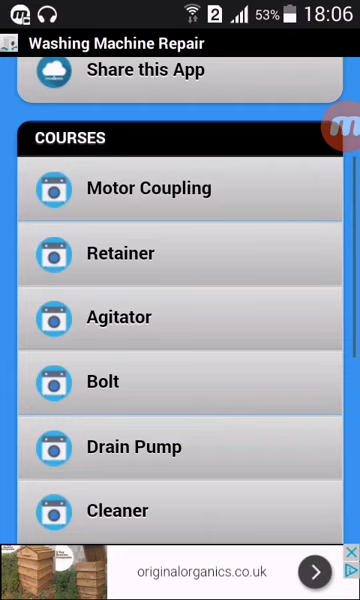 2
53%
18:06
Washing Machine Repair
Share this App
COURSES
Motor Coupling
Retainer
Agitator
Bolt
Drain Pump
Cleaner
originalorganics.co.uk